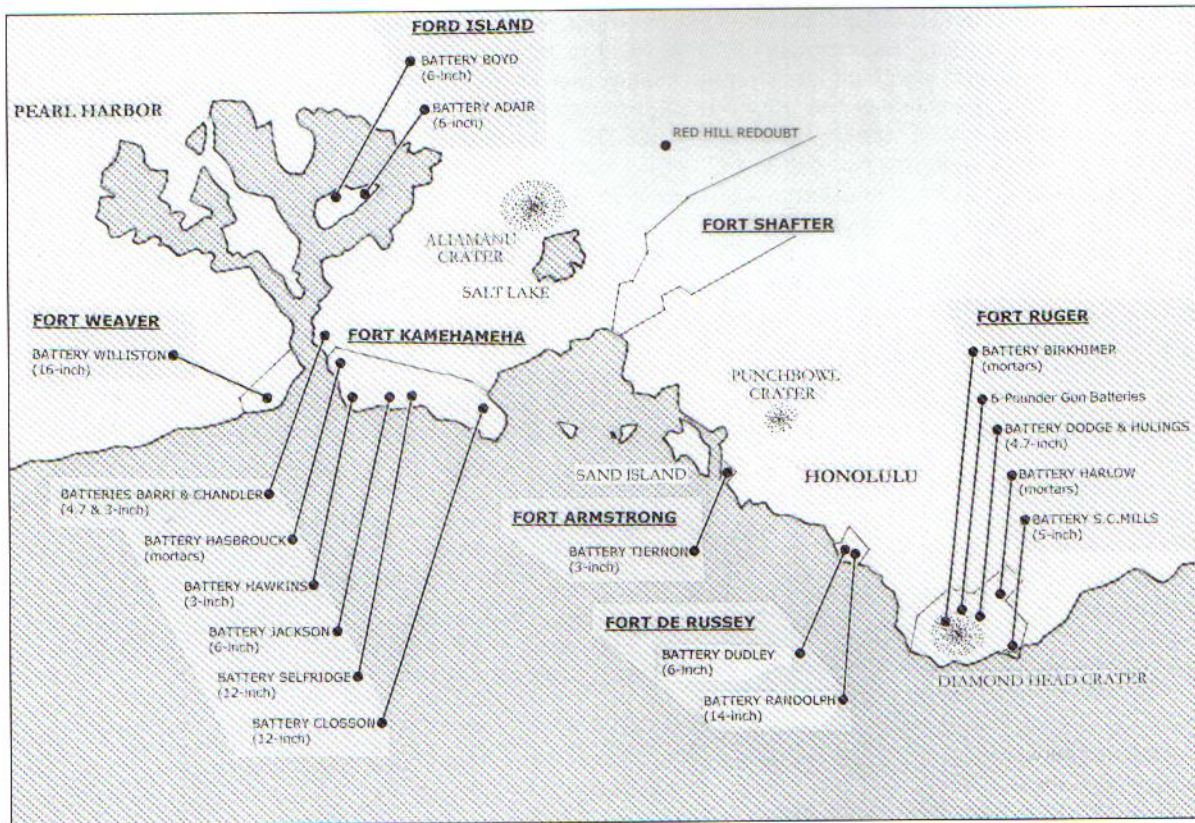 FORD ISLAND
BATTERY BOYD
(6-inch)
BATTERY ADAIR
(6-inch)
PEARL HARBOR
RED HILL REDOUBT
ALIAMANU
CRATER
SALT LAKE
FORT SHAFTER
FORT WEAVER
BATTERY WILLISTON
(16-inch)
FORT KAMEHAMEHA
BATTERIES BARRI & CHANDLER
(4.7 & 3-inch)
BATTERY HASBROUCK
(mortars)
BATTERY HAWKINS
(3-inch)
BATTERY JACKSON
(6-inch)
BATTERY SELFRIDGE
(12-inch)
BATTERY CLOSSON
(12-inch)
PUNCHBOWL
CRATER
SAND ISLAND
HONOLULU
FORT ARMSTRONG
BATTERY TIERNON
(3-inch)
FORT DE RUSSEY
BATTERY DUDLEY
(6-inch)
BATTERY RANDOLPH
(14-inch)
FORT RUGER
BATTERY BIRKHIMER
(mortars)
6-Pounder Gun Batteries
BATTERY DODGE & HULINGS
(4.7-inch)
BATTERY HARLOW
(mortars)
BATTERY S.C.MILLS
(5-inch)
DIAMOND HEAD CRATER